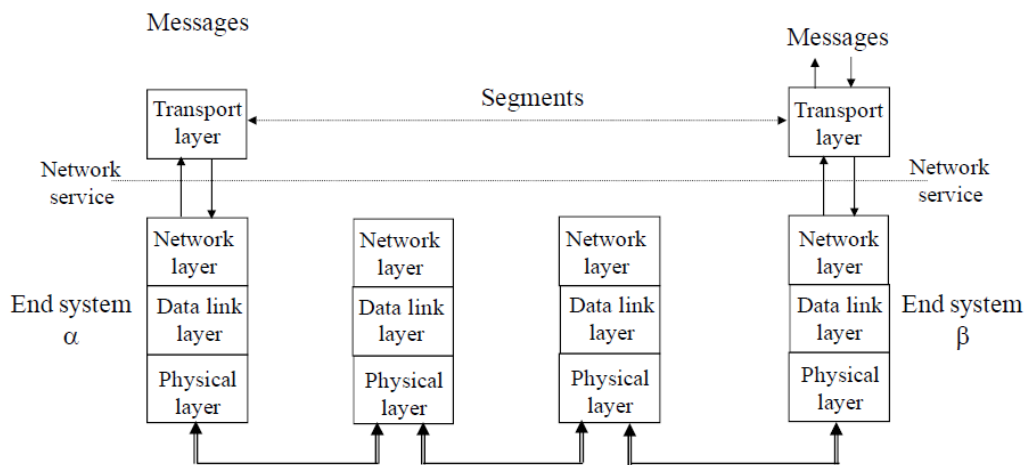 Messages
Messages
Transport
layer
Segments
Transport
layer
Network
service
Network
service
Network
layer
Network
layer
Network
layer
Network
layer
End system
α
Data link
layer
Data link
layer
Data link
layer
Data link
layer
End system
β
Physical
layer
Physical
layer
Physical
layer
Physical
layer